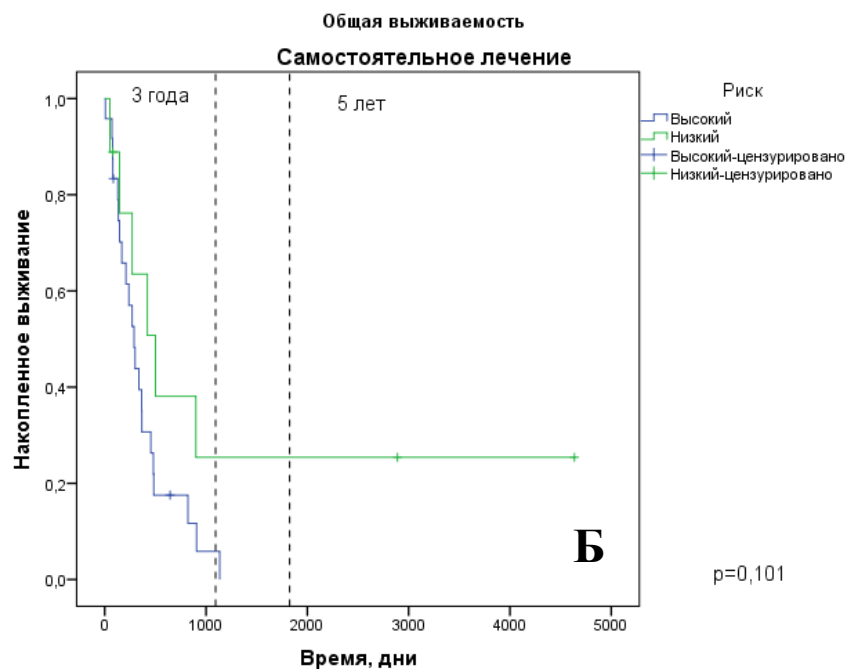 Общая выживаемость
Самостоятельное лечение
3 года
5 лет
Риск
Высокий
Низкий
Высокий-цензурировано
Низкий-цензурировано
Накопленное выживание
1,0
0,8
0,6
0,4
0,2
0,0
Б
p=0,101
0 1000 2000 3000 4000 5000
Время, дни